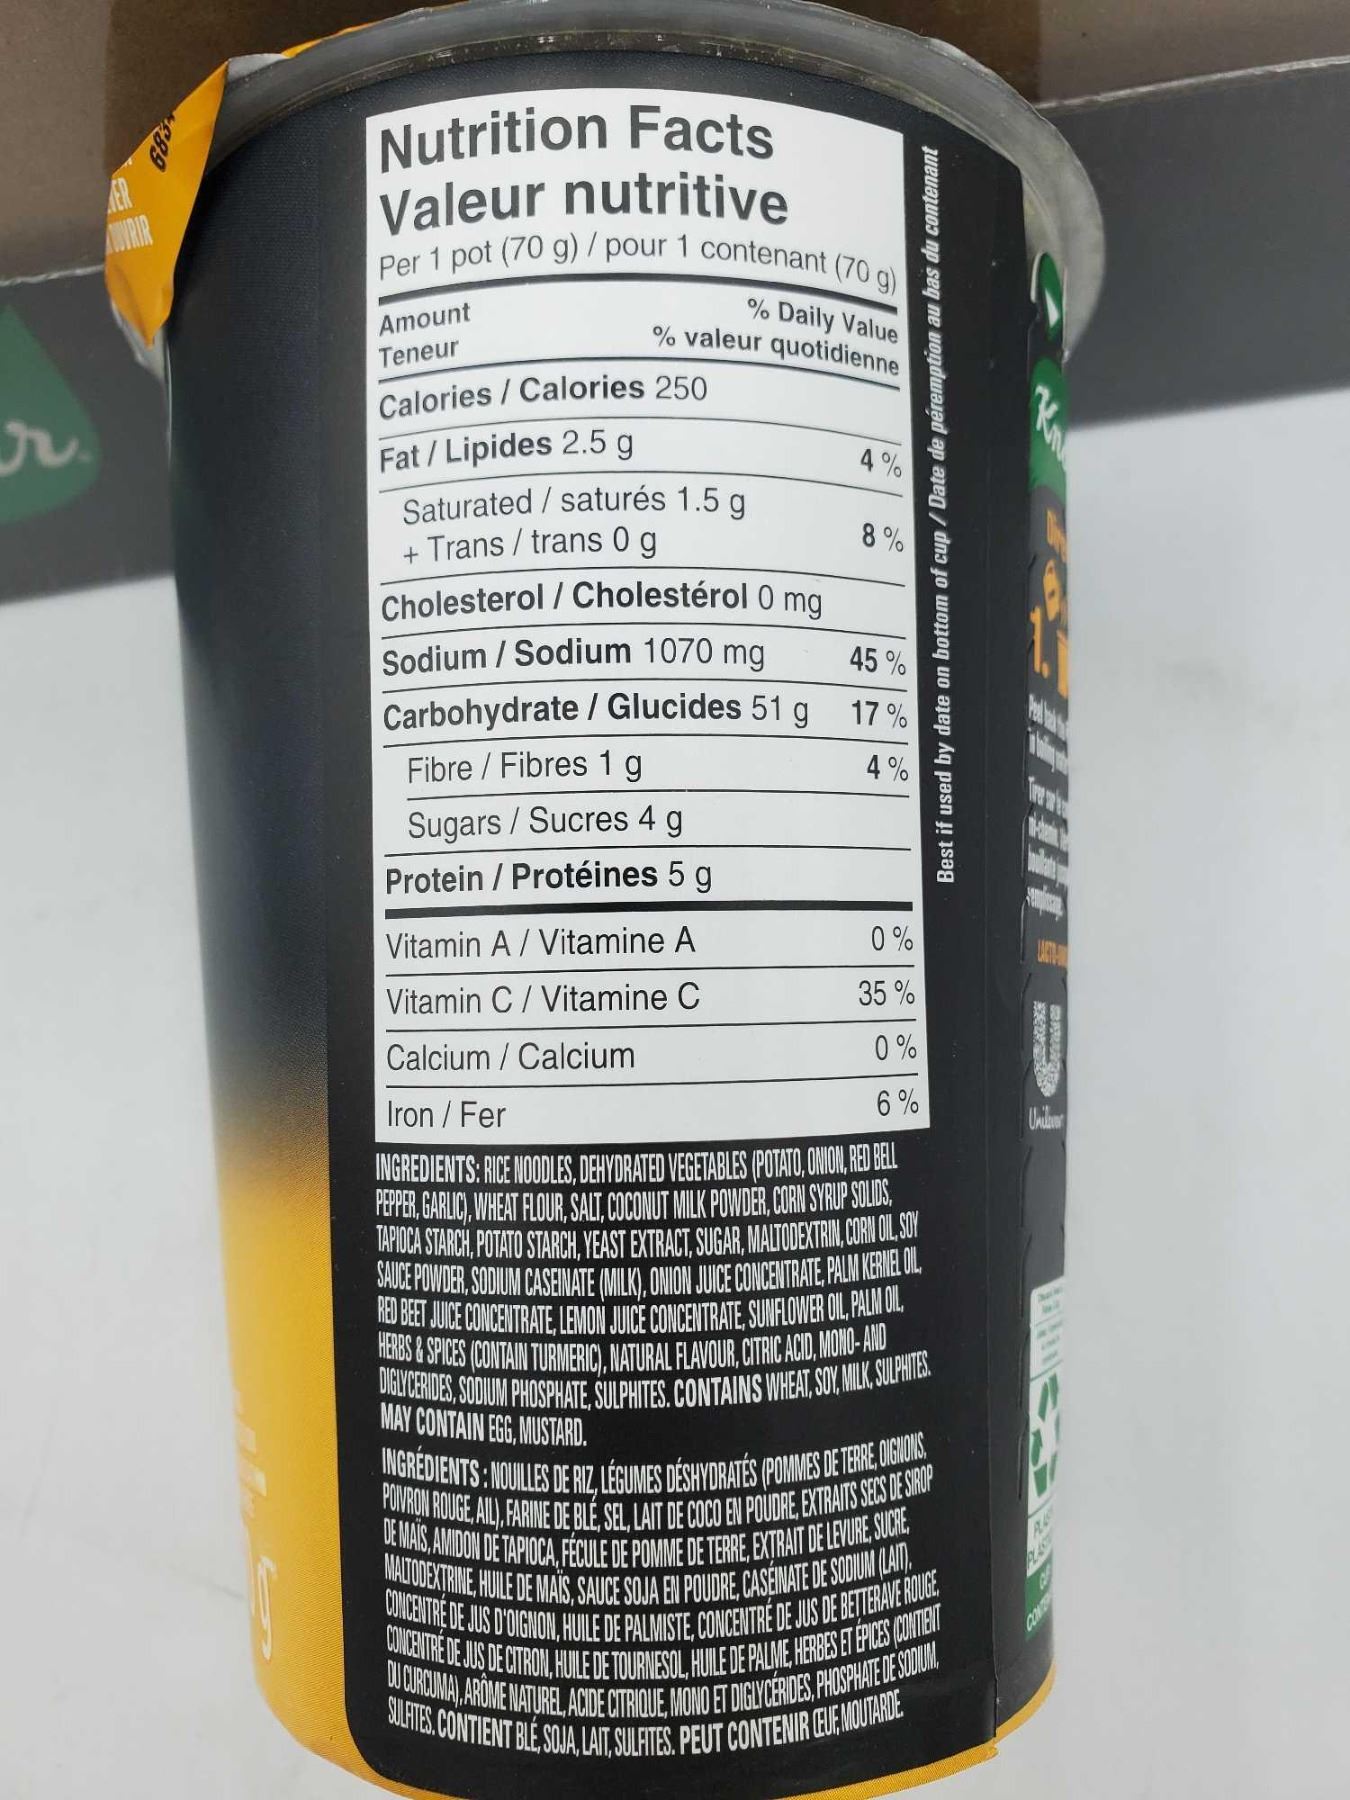 683
VER
OUVRIR
Nutrition Facts
Valeur nutritive
Per 1 pot (70 g) / pour 1 contenant (70 g)
Amount % Daily Value
Teneur % valeur quotidienne
Calories / Calories 250
Fat / Lipides 2.5 g 4 %
Saturated / saturés 1.5 g
+ Trans / trans 0 g 8 %
Cholesterol / Cholestérol 0 mg
Sodium / Sodium 1070 mg 45 %
Carbohydrate / Glucides 51 g 17 %
Fibre / Fibres 1 g 4 %
Sugars / Sucres 4 g
Protein / Protéines 5 g
Vitamin A / Vitamine A 0 %
Vitamin C / Vitamine C 35 %
Calcium / Calcium 0 %
Iron / Fer 6 %
INGREDIENTS: RICE NOODLES, DEHYDRATED VEGETABLES (POTATO, ONION, RED BELL
PEPPER, GARLIC), WHEAT FLOUR, SALT, COCONUT MILK POWDER, CORN SYRUP SOLIDS,
TAPIOCA STARCH, POTATO STARCH, YEAST EXTRACT, SUGAR, MALTODEXTRIN, CORN OIL, SOY
SAUCE POWDER, SODIUM CASEINATE (MILK), ONION JUICE CONCENTRATE, PALM KERNEL OIL,
RED BEET JUICE CONCENTRATE, LEMON JUICE CONCENTRATE, SUNFLOWER OIL, PALM OIL,
HERBS & SPICES (CONTAIN TURMERIC), NATURAL FLAVOUR, CITRIC ACID, MONO- AND
DIGLYCERIDES, SODIUM PHOSPHATE, SULPHITES. CONTAINS WHEAT, SOY, MILK, SULPHITES.
MAY CONTAIN EGG, MUSTARD.
INGRÉDIENTS : NOUILLES DE RIZ, LÉGUMES DÉSHYDRATÉS (POMMES DE TERRE, OIGNONS,
POIVRON ROUGE, AIL), FARINE DE BLÉ, SEL, LAIT DE COCO EN POUDRE, EXTRAITS SECS DE SIROP
DE MAÏS, AMIDON DE TAPIOCA, FÉCULE DE POMME DE TERRE, EXTRAIT DE LEVURE, SUCRE,
MALTODEXTRINE, HUILE DE MAÏS, SAUCE SOJA EN POUDRE, CASÉINATE DE SODIUM (LAIT),
CONCENTRÉ DE JUS D'OIGNON, HUILE DE PALMISTE, CONCENTRÉ DE JUS DE BETTERAVE ROUGE,
CONCENTRÉ DE JUS DE CITRON, HUILE DE TOURNESOL, HUILE DE PALME, HERBES ET ÉPICES (CONTIENT
DU CURCUMA), ARÔME NATUREL, ACIDE CITRIQUE, MONO ET DIGLYCÉRIDES, PHOSPHATE DE SODIUM,
SULFITES. CONTIENT BLÉ, SOJA, LAIT, SULFITES. PEUT CONTENIR ŒUF, MOUTARDE.
Best if used by date on bottom of cup / Date de péremption au bas du contenant
1.
Unilever